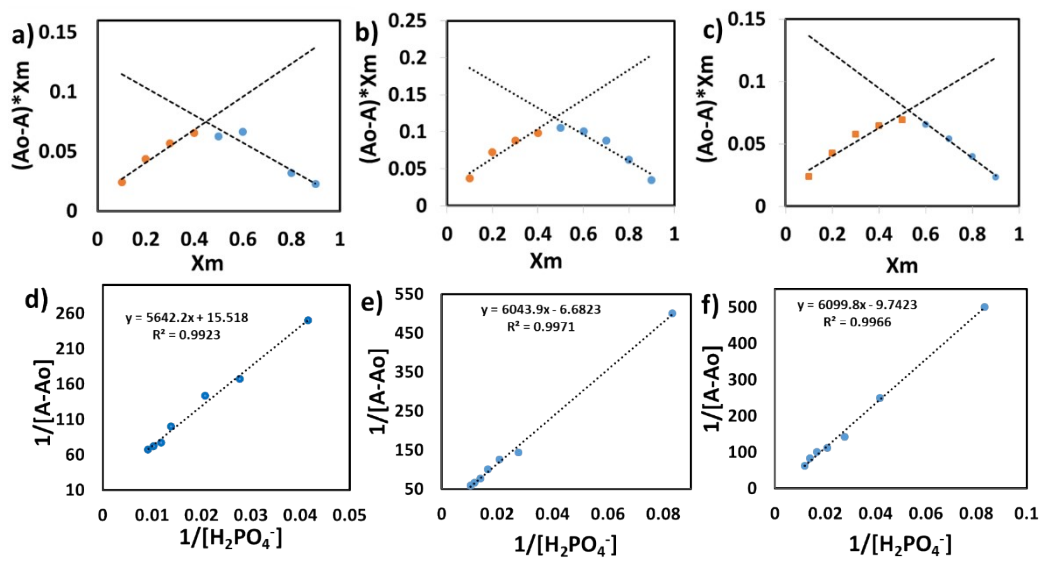 a)
(Ao-A)*Xm
0.15
0.1
0.05
0
0 0.2 0.4 0.6 0.8 1
Xm
b)
(Ao-A)*Xm
0.25
0.2
0.15
0.1
0.05
0
0 0.2 0.4 0.6 0.8 1
Xm
c)
(Ao-A)*Xm
0.15
0.1
0.05
0
0 0.2 0.4 0.6 0.8 1
Xm
d)
1/[A-Ao]
260
210
160
110
60
10
y = 5642.2x + 15.518
R² = 0.9923
0 0.01 0.02 0.03 0.04 0.05
1/[H₂PO₄⁻]
e)
1/[A-Ao]
550
450
350
250
150
50
y = 6043.9x - 6.6823
R² = 0.9971
0 0.02 0.04 0.06 0.08
1/[H₂PO₄⁻]
f)
1/[A-Ao]
500
400
300
200
100
0
y = 6099.8x - 9.7423
R² = 0.9966
0 0.02 0.04 0.06 0.08 0.1
1/[H₂PO₄⁻]